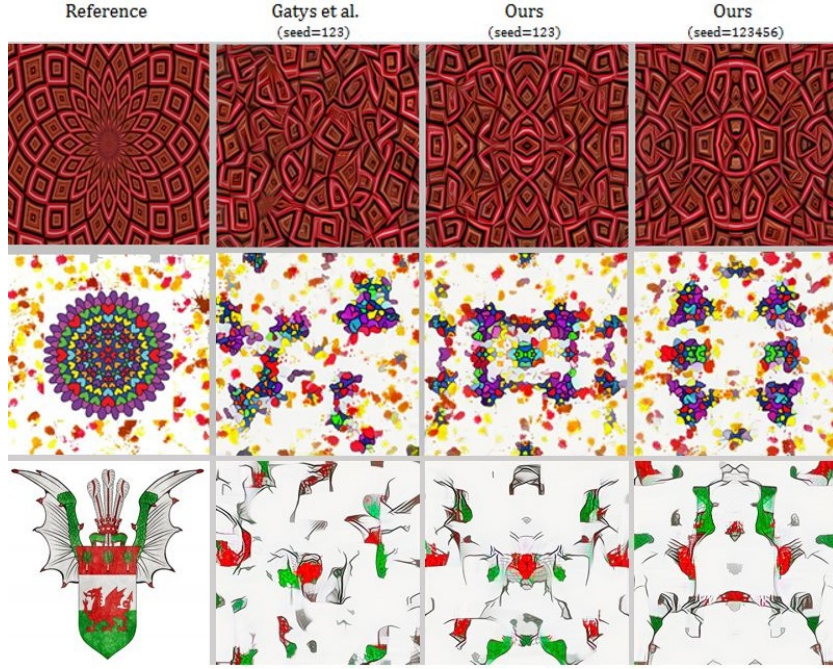 Reference
Gatys et al.
(seed=123)
Ours
(seed=123)
Ours
(seed=123456)